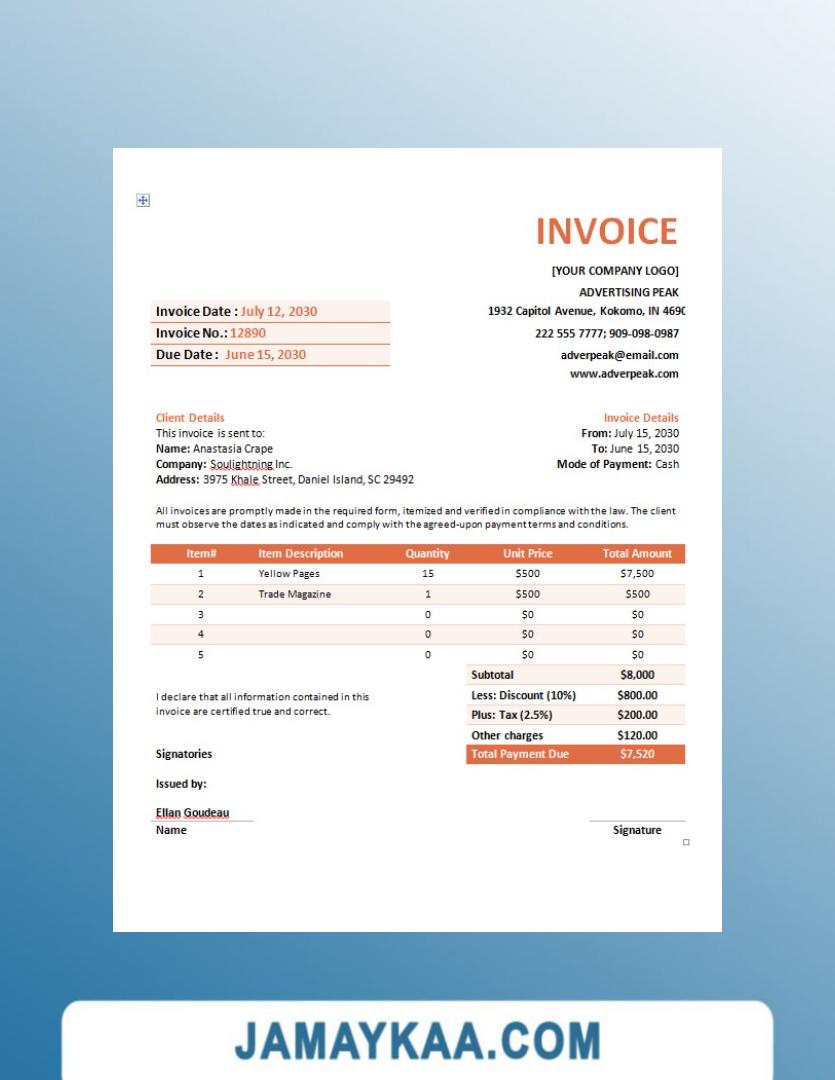 INVOICE
[YOUR COMPANY LOGO]
ADVERTISING PEAK
1932 Capitol Avenue, Kokomo, IN 4690
222 555 7777; 909-098-0987
adverpeak@email.com
www.adverpeak.com
Invoice Date : July 12, 2030
Invoice No.: 12890
Due Date : June 15, 2030
Client Details
This invoice is sent to:
Name: Anastasia Crape
Company: Soulightning Inc.
Address: 3975 Khale Street, Daniel Island, SC 29492
Invoice Details
From: July 15, 2030
To: June 15, 2030
Mode of Payment: Cash
All invoices are promptly made in the required form, itemized and verified in compliance with the law. The client
must observe the dates as indicated and comply with the agreed-upon payment terms and conditions.
Item# Item Description Quantity Unit Price Total Amount
1 Yellow Pages 15 $500 $7,500
2 Trade Magazine 1 $500 $500
3 0 $0 $0
4 0 $0 $0
5 0 $0 $0
Subtotal $8,000
Less: Discount (10%) $800.00
Plus: Tax (2.5%) $200.00
Other charges $120.00
Total Payment Due $7,520
I declare that all information contained in this
invoice are certified true and correct.
Signatories
Issued by:
Ellan Goudeau
Name
Signature
JAMAYKAA.COM